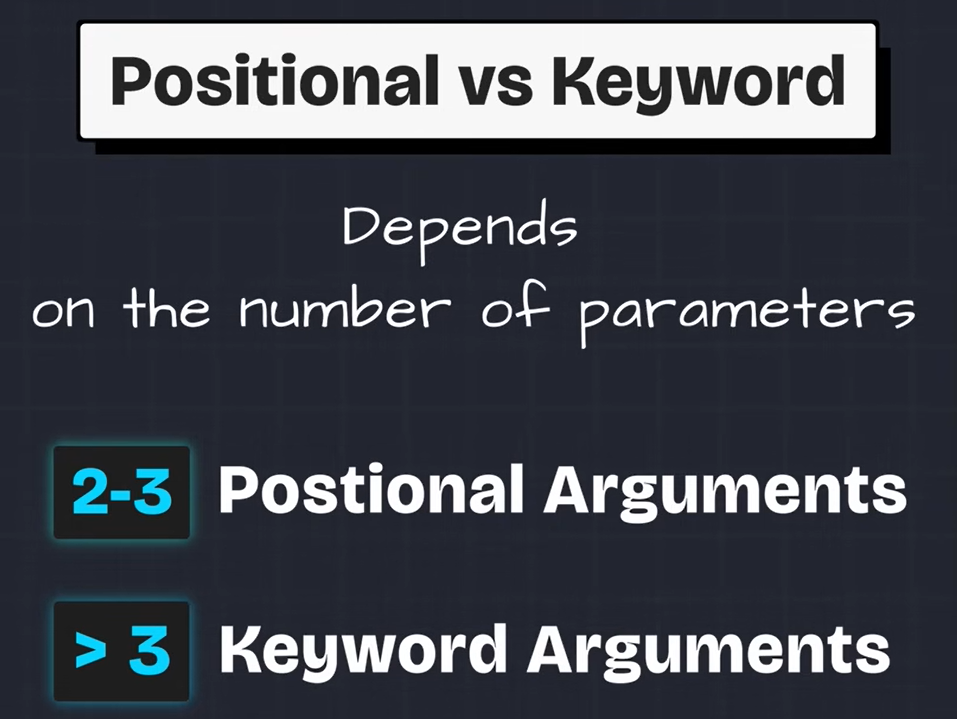 Positional vs Keyword
Depends
on the number of parameters
2-3 Postional Arguments
> 3 Keyword Arguments